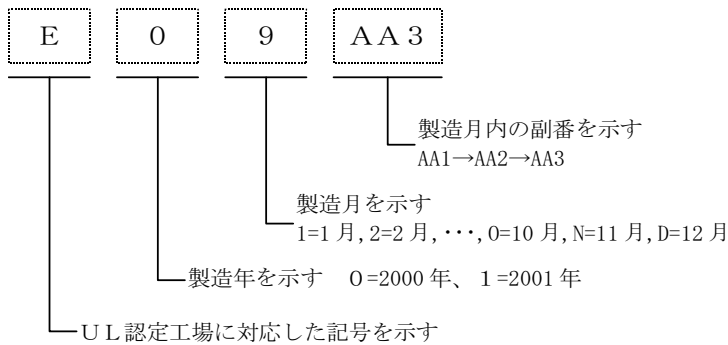 E 0 9 AA3
製造月内の副番を示す
AA1→AA2→AA3
製造月を示す
1=1月,2=2月,･･･,O=10月,N=11月,D=12月
製造年を示す　0=2000年、1=2001年
UL認定工場に対応した記号を示す